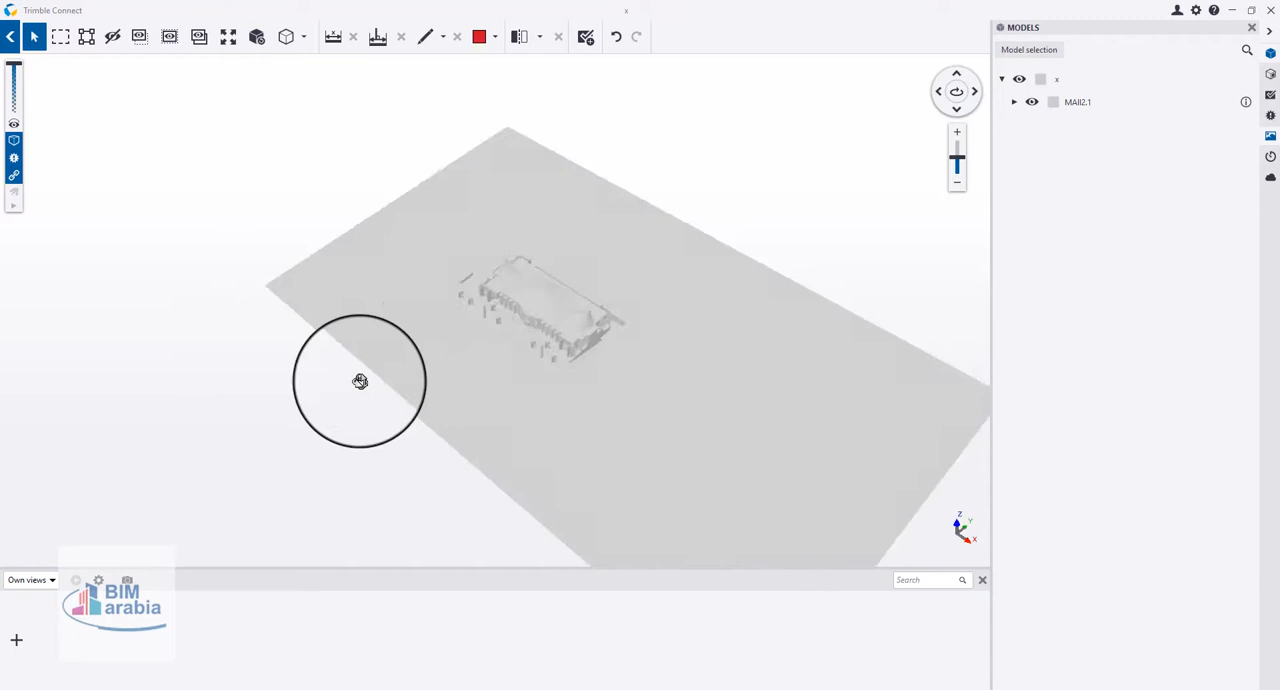 Trimble Connect
x
MODELS
Model selection
x
MAll2.1
Z
Y
X
Own views
Search
BIM
arabia